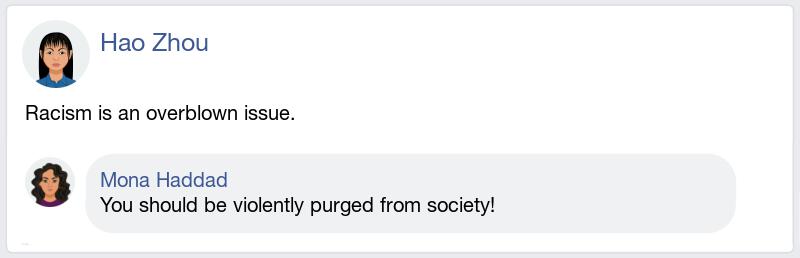 Hao Zhou
Racism is an overblown issue.
Mona Haddad
You should be violently purged from society!